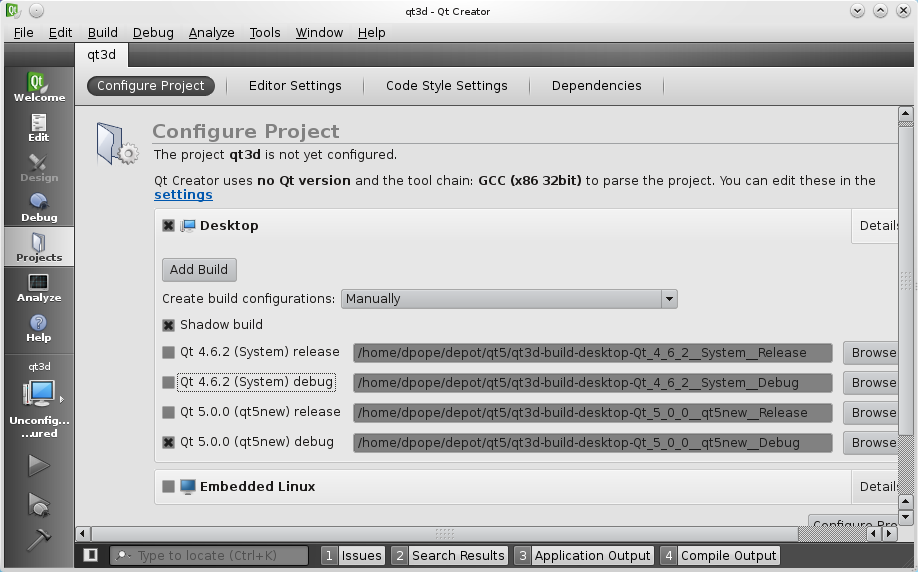 qt3d - Qt Creator
File Edit Build Debug Analyze Tools Window Help
qt3d
Configure Project Editor Settings Code Style Settings Dependencies
Qt
Welcome
Edit
Design
Debug
Projects
Analyze
Help
qt3d
Unconfig...
...ured
Configure Project
The project qt3d is not yet configured.
Qt Creator uses no Qt version and the tool chain: GCC (x86 32bit) to parse the project. You can edit these in the
settings
Desktop Details
Add Build
Create build configurations: Manually
Shadow build
Qt 4.6.2 (System) release /home/dpope/depot/qt5/qt3d-build-desktop-Qt_4_6_2__System__Release Browse
Qt 4.6.2 (System) debug /home/dpope/depot/qt5/qt3d-build-desktop-Qt_4_6_2__System__Debug Browse
Qt 5.0.0 (qt5new) release /home/dpope/depot/qt5/qt3d-build-desktop-Qt_5_0_0__qt5new__Release Browse
Qt 5.0.0 (qt5new) debug /home/dpope/depot/qt5/qt3d-build-desktop-Qt_5_0_0__qt5new__Debug Browse
Embedded Linux Details
Configure Pro
Type to locate (Ctrl+K) 1 Issues 2 Search Results 3 Application Output 4 Compile Output